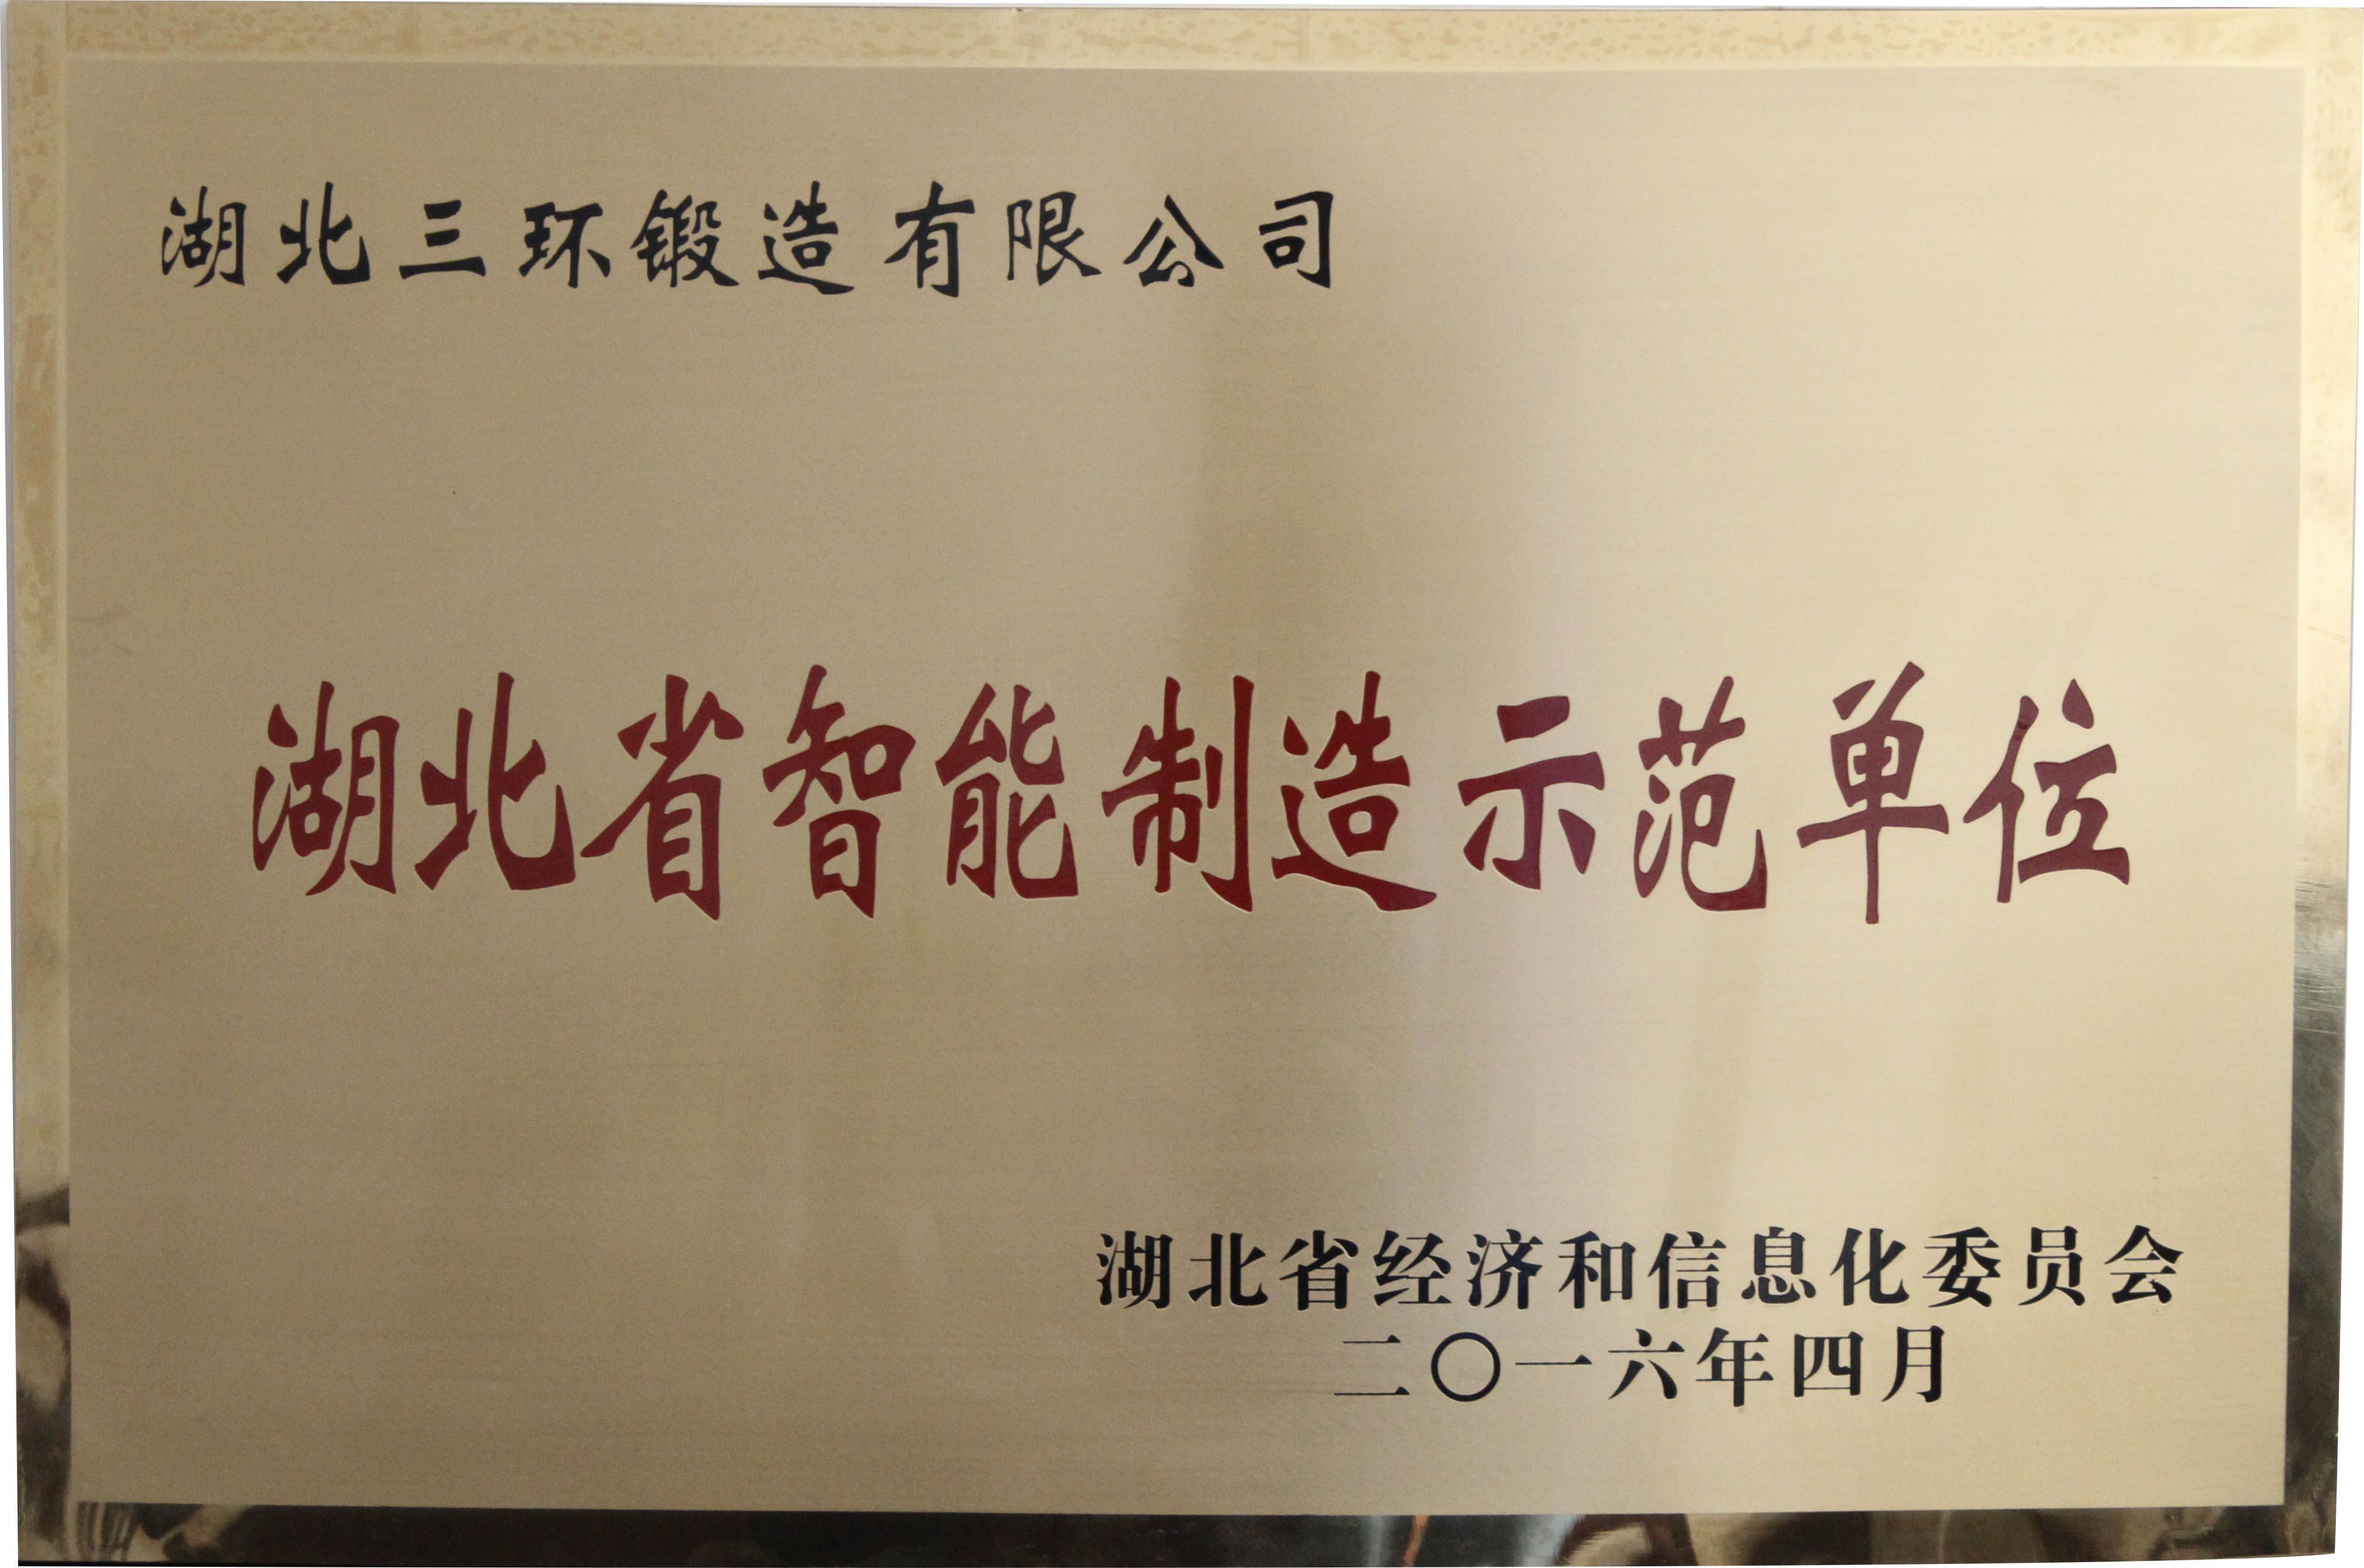 湖北三环锻造有限公司
湖北省智能制造示范单位
湖北省经济和信息化委员会
二〇一六年四月